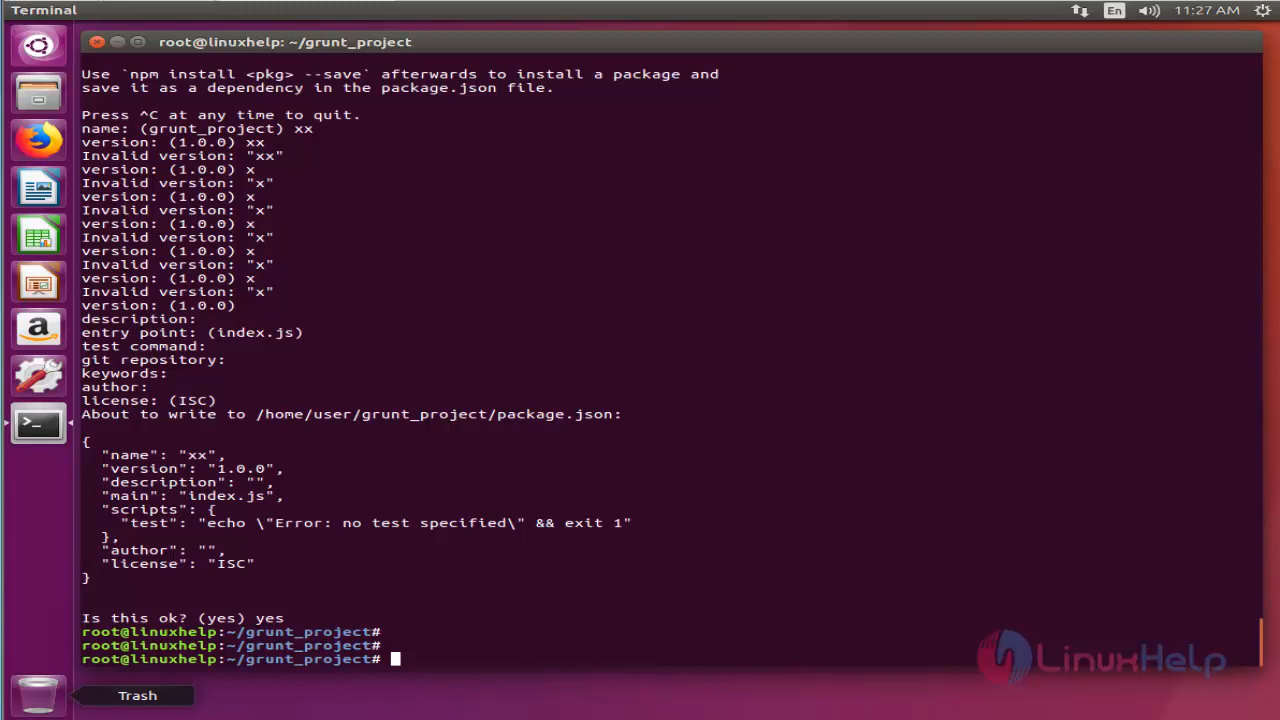 Terminal
En
11:27 AM
root@linuxhelp: ~/grunt_project
Use `npm install <pkg> --save` afterwards to install a package and
save it as a dependency in the package.json file.
Press ^C at any time to quit.
name: (grunt_project) xx
version: (1.0.0) xx
Invalid version: "xx"
version: (1.0.0) x
Invalid version: "x"
version: (1.0.0) x
Invalid version: "x"
version: (1.0.0) x
Invalid version: "x"
version: (1.0.0) x
Invalid version: "x"
version: (1.0.0) x
Invalid version: "x"
version: (1.0.0)
description:
entry point: (index.js)
test command:
git repository:
keywords:
author:
license: (ISC)
About to write to /home/user/grunt_project/package.json:
{
  "name": "xx",
  "version": "1.0.0",
  "description": "",
  "main": "index.js",
  "scripts": {
    "test": "echo \"Error: no test specified\" && exit 1"
  },
  "author": "",
  "license": "ISC"
}
Is this ok? (yes) yes
root@linuxhelp:~/grunt_project#
root@linuxhelp:~/grunt_project#
root@linuxhelp:~/grunt_project#
LinuxHelp
Trash